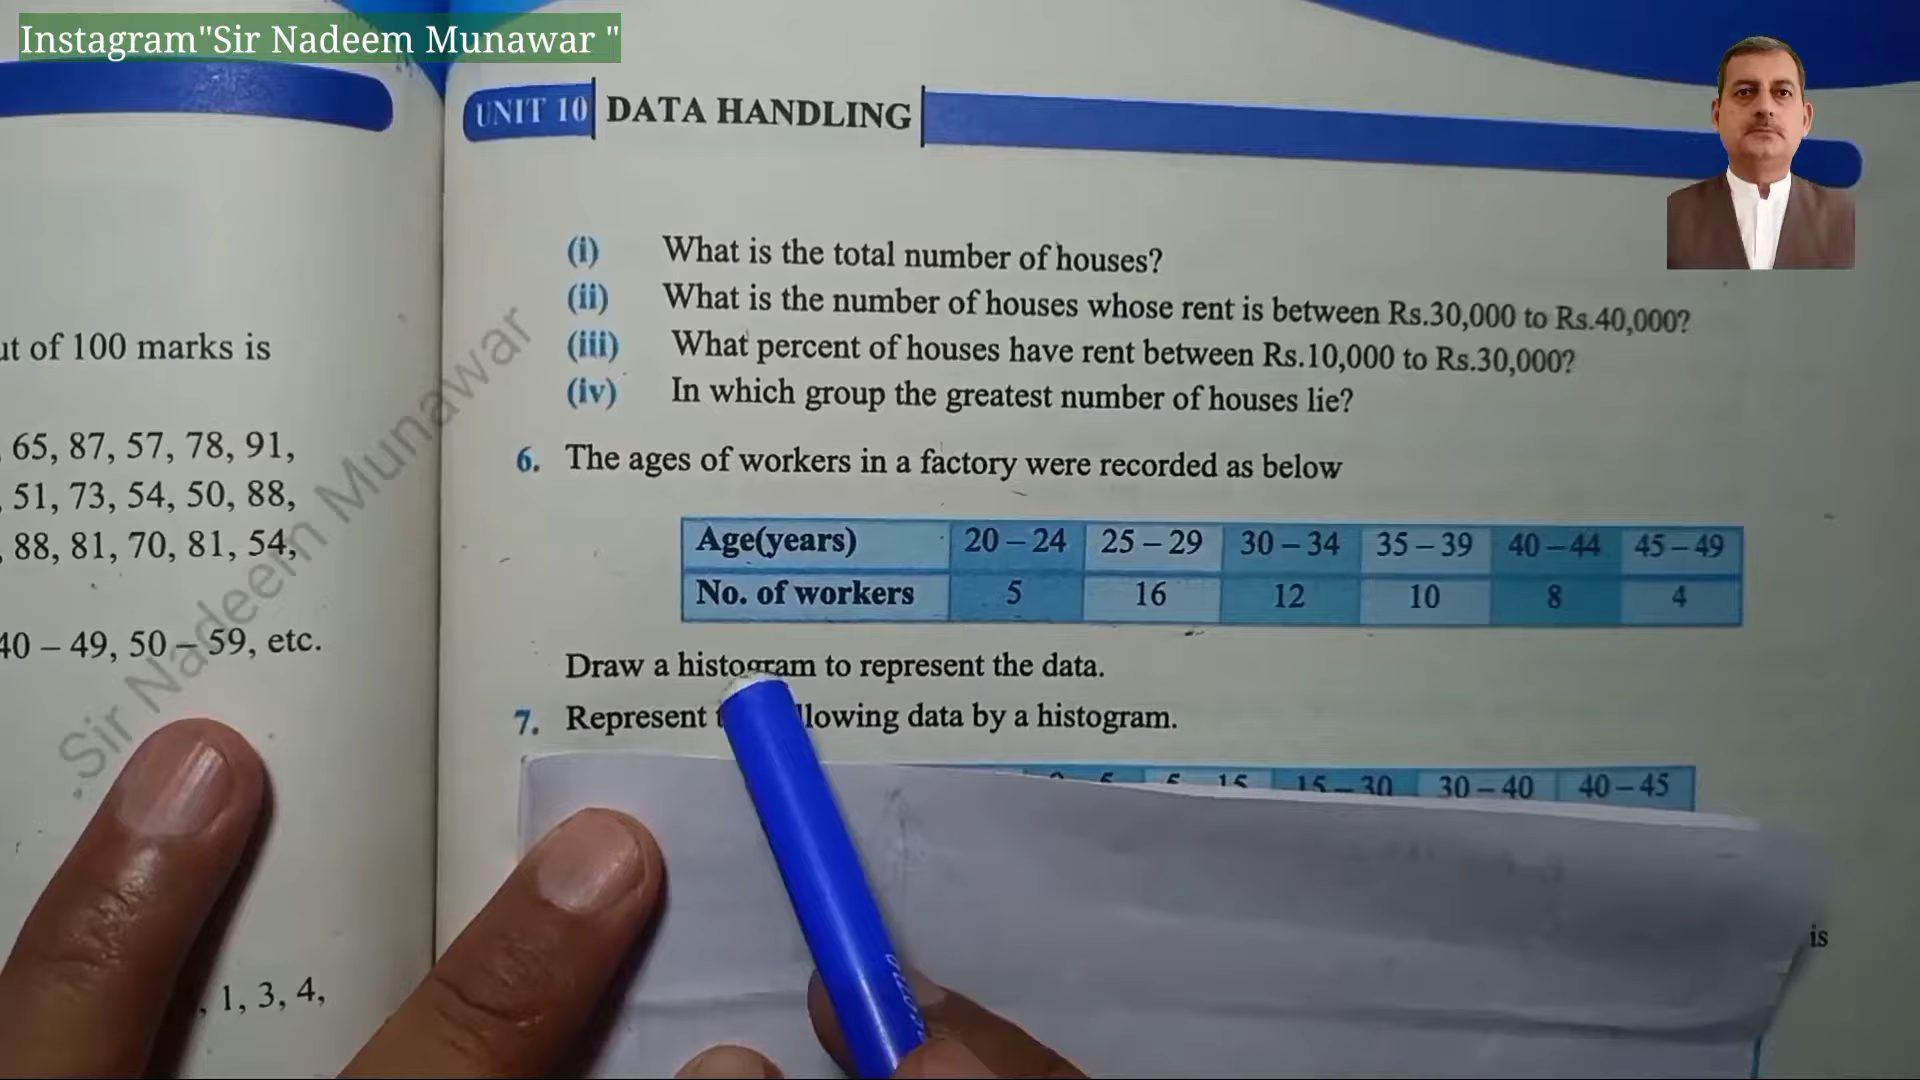 Instagram"Sir Nadeem Munawar "
UNIT 10 DATA HANDLING
(i) What is the total number of houses?
(ii) What is the number of houses whose rent is between Rs.30,000 to Rs.40,000?
(iii) What percent of houses have rent between Rs.10,000 to Rs.30,000?
(iv) In which group the greatest number of houses lie?
6. The ages of workers in a factory were recorded as below
Age(years) 20 – 24 25 – 29 30 – 34 35 – 39 40 – 44 45 – 49
No. of workers 5 16 12 10 8 4
Draw a histogram to represent the data.
7. Represent llowing data by a histogram.
15 – 30 30 – 40 40 – 45
is
of 100 marks is
65, 87, 57, 78, 91,
51, 73, 54, 50, 88,
88, 81, 70, 81, 54,
40 – 49, 50 – 59, etc.
, 1, 3, 4,
Sir Nadeem Munawar